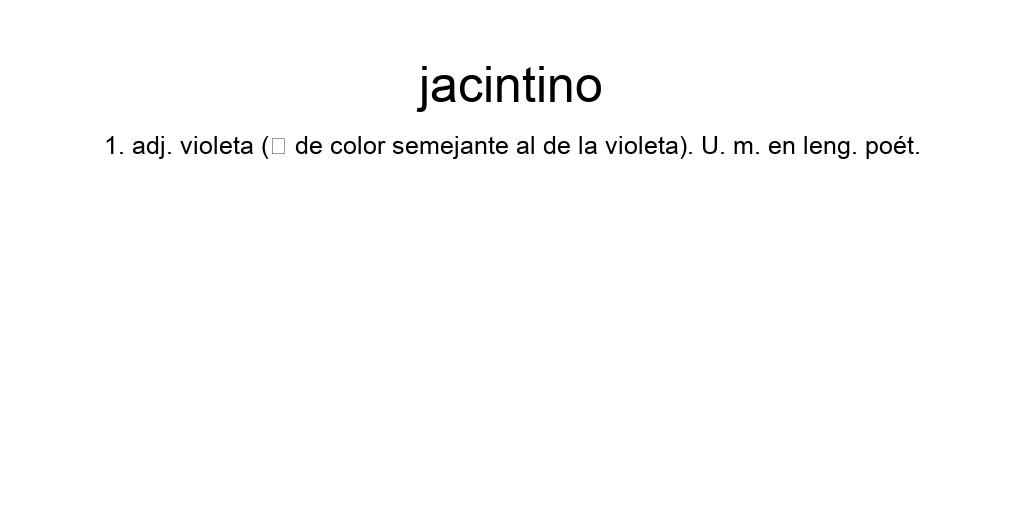 jacintino
1. adj. violeta (□ de color semejante al de la violeta). U. m. en leng. poét.